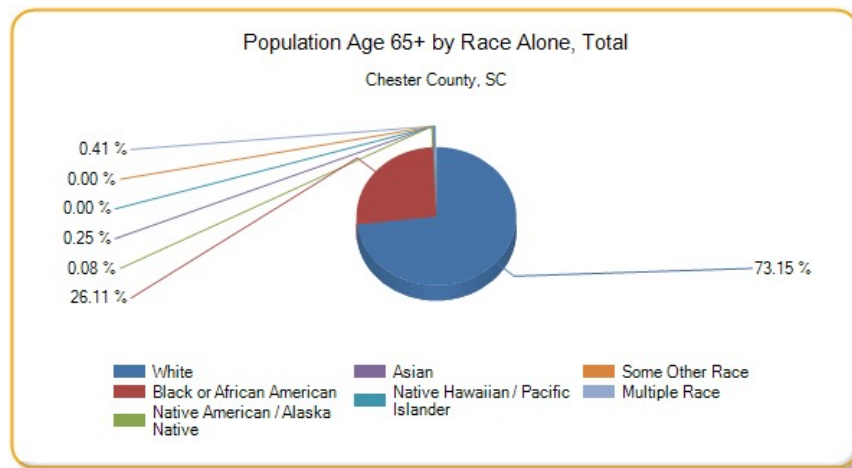 Population Age 65+ by Race Alone, Total
Chester County, SC
0.41 %
0.00 %
0.00 %
0.25 %
0.08 %
26.11 %
73.15 %
White
Black or African American
Native American / Alaska
Native
Asian
Native Hawaiian / Pacific
Islander
Some Other Race
Multiple Race